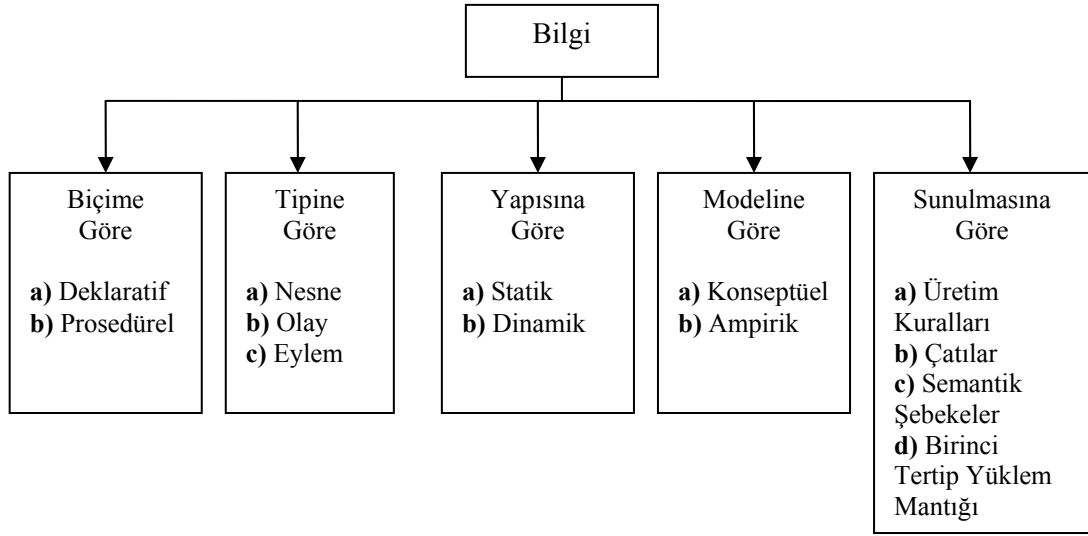 Bilgi
Biçime
Göre
a) Deklaratif
b) Prosedürel
Tipine
Göre
a) Nesne
b) Olay
c) Eylem
Yapısına
Göre
a) Statik
b) Dinamik
Modeline
Göre
a) Konseptüel
b) Ampirik
Sunulmasına
Göre
a) Üretim
Kuralları
b) Çatılar
c) Semantik
Şebekeler
d) Birinci
Tertip Yüklem
Mantığı